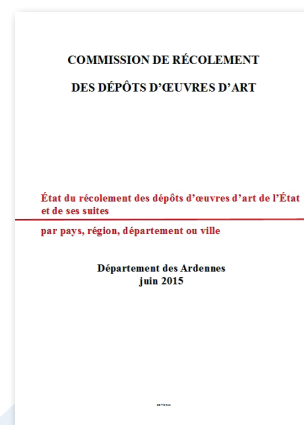 COMMISSION DE RÉCOLEMENT
DES DÉPÔTS D'ŒUVRES D'ART
État du récolement des dépôts d'œuvres d'art de l'État
et de ses suites
par pays, région, département ou ville
Département des Ardennes
juin 2015